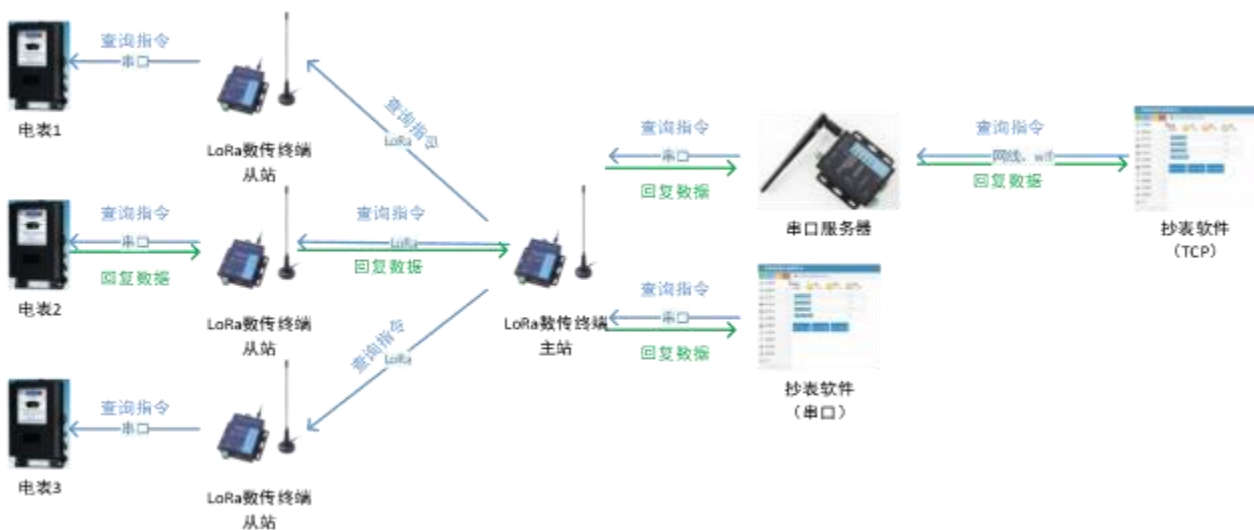 查询指令
串口
电表1
LoRa数传终端
从站
查询指令
LoRa
查询指令
串口
回复数据
电表2
LoRa数传终端
从站
查询指令
LoRa
回复数据
查询指令
LoRa
查询指令
串口
电表3
LoRa数传终端
从站
LoRa数传终端
主站
查询指令
串口
回复数据
串口服务器
查询指令
网线、wifi
回复数据
抄表软件
（TCP）
查询指令
串口
回复数据
抄表软件
（串口）